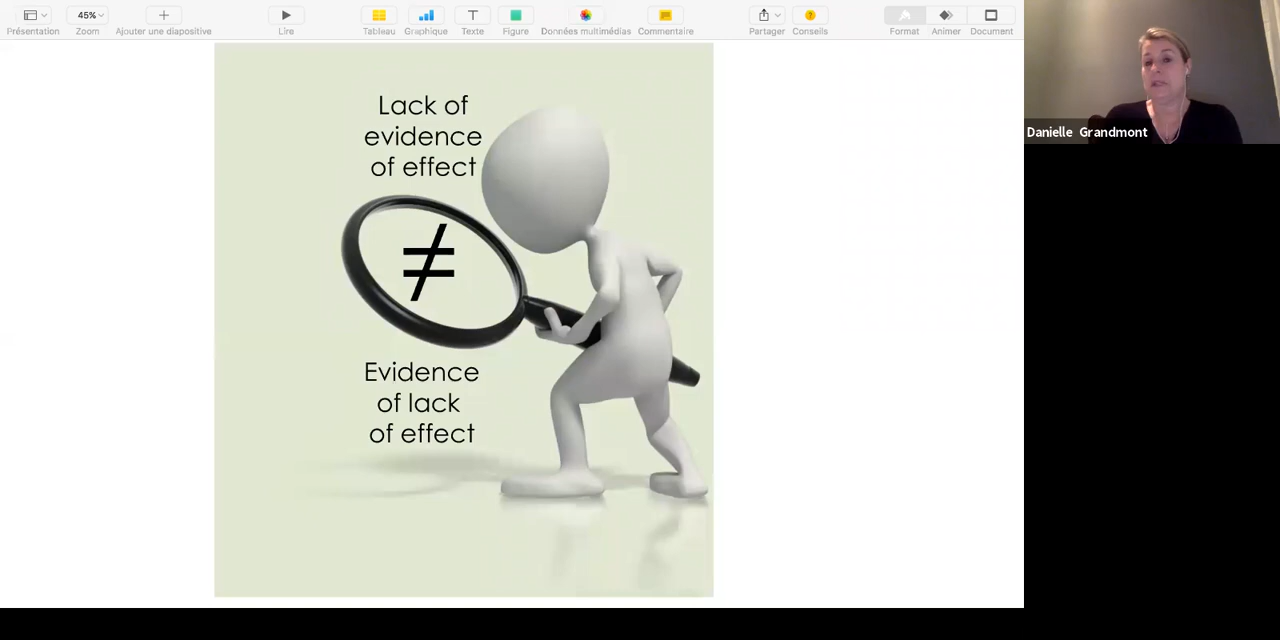 45%
Présentation
Zoom
Ajouter une diapositive
Lire
Tableau
Graphique
Texte
Figure
Données multimédias
Commentaire
Partager
Conseils
Format
Animer
Document
Lack of
evidence
of effect
≠
Evidence
of lack
of effect
Danielle Grandmont